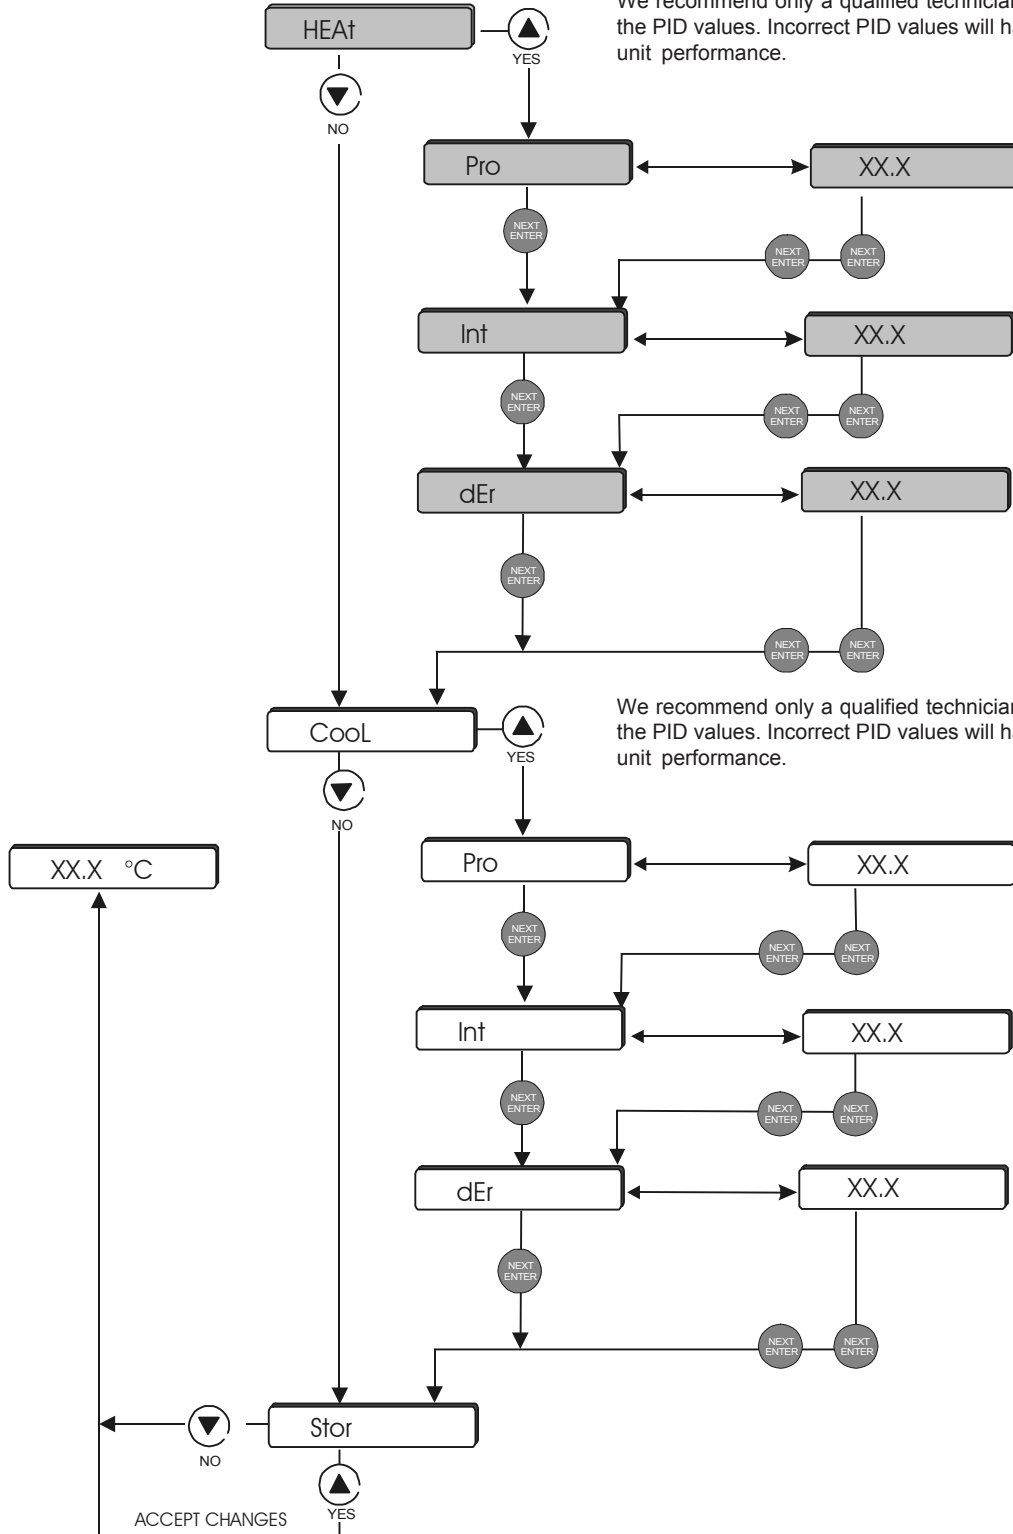 We recommend only a qualified technician
the PID values. Incorrect PID values will
unit performance.
HEAt
YES
NO
Pro
XX.X
NEXT
ENTER
NEXT
ENTER
NEXT
ENTER
Int
XX.X
NEXT
ENTER
NEXT
ENTER
NEXT
ENTER
dEr
XX.X
NEXT
ENTER
NEXT
ENTER
NEXT
ENTER
We recommend only a qualified technician
the PID values. Incorrect PID values will
unit performance.
CooL
YES
NO
XX.X °C
Pro
XX.X
NEXT
ENTER
NEXT
ENTER
NEXT
ENTER
Int
XX.X
NEXT
ENTER
NEXT
ENTER
NEXT
ENTER
dEr
XX.X
NEXT
ENTER
NEXT
ENTER
NEXT
ENTER
Stor
NO
YES
ACCEPT CHANGES